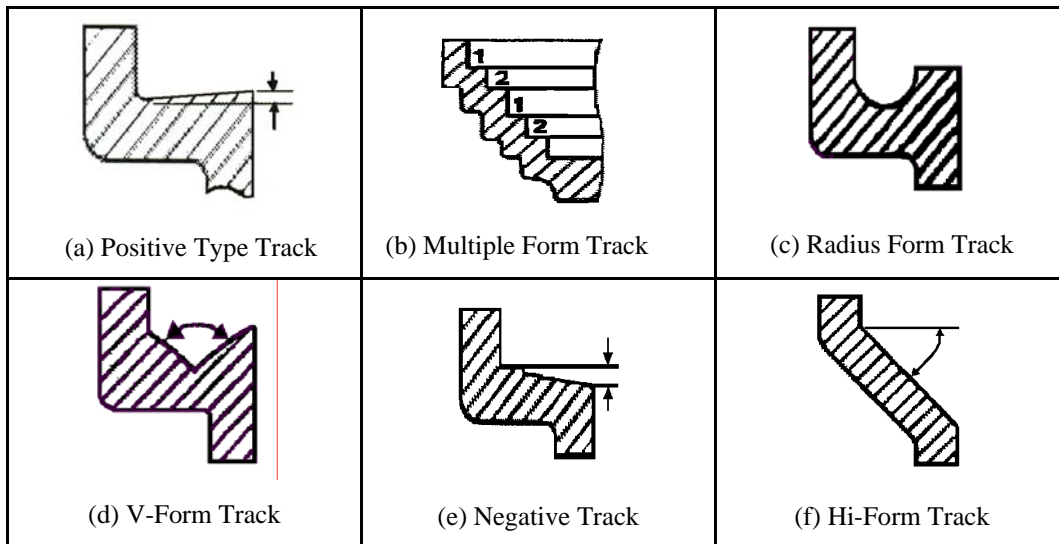 (a) Positive Type Track
1
2
1
2
(b) Multiple Form Track
(c) Radius Form Track
(d) V-Form Track
(e) Negative Track
(f) Hi-Form Track